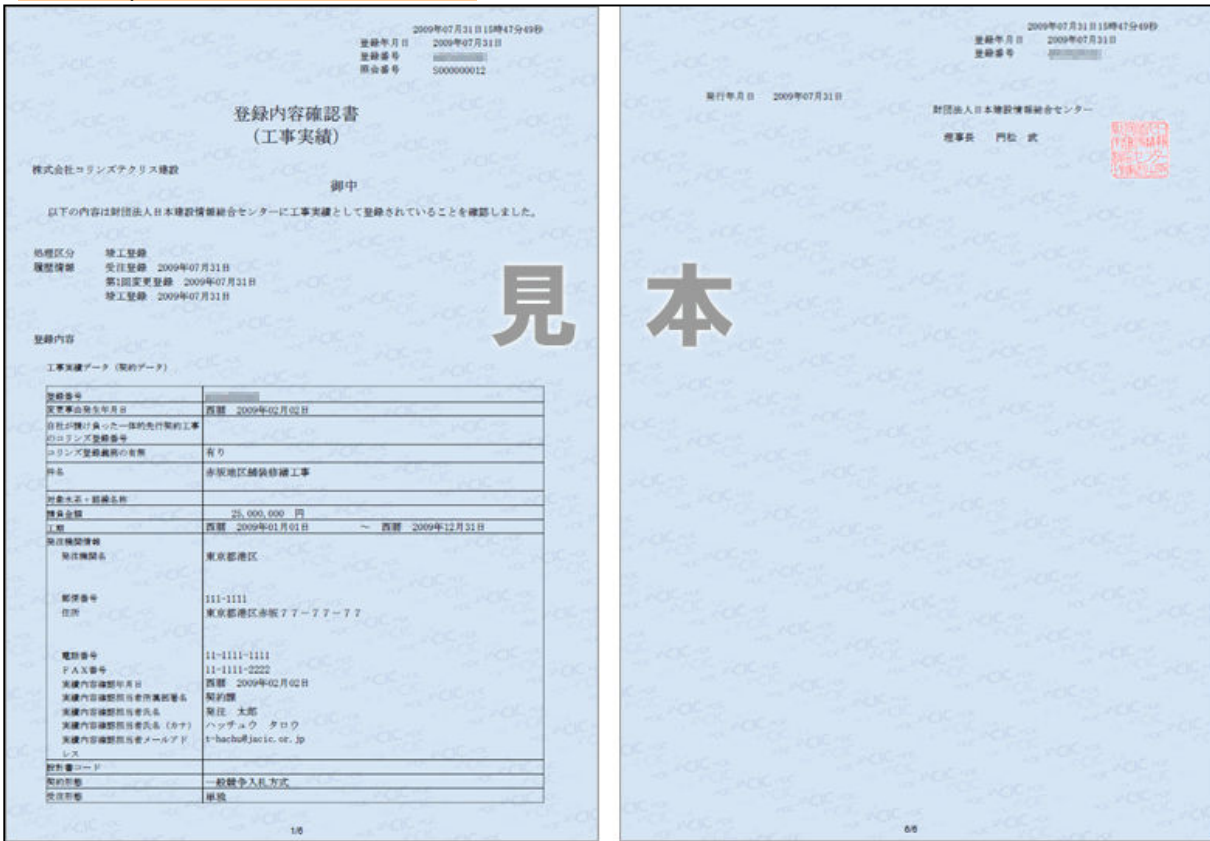 2009年07月31日15時47分49秒
登録年月日 2009年07月31日
登録番号
照会番号 S000000012
登録内容確認書
(工事実績)
株式会社コリンズテクリス建設
御中
以下の内容は財団法人日本建設情報総合センターに工事実績として登録されていることを確認しました。
処理区分 竣工登録
履歴情報 受注登録 2009年07月31日
第1回変更登録 2009年07月31日
竣工登録 2009年07月31日
登録内容
工事実績データ(契約データ)
登録番号
変更事由発生年月日 西暦 2009年02月02日
自社が請け負った一体的先行契約工事
のコリンズ登録番号
コリンズ登録義務の有無 有り
件名 赤坂地区舗装修繕工事
対象水系・路線名称
請負金額 25,000,000 円
工期 西暦 2009年01月01日 ~ 西暦 2009年12月31日
発注機関情報
発注機関名 東京都港区
郵便番号 111-1111
住所 東京都港区赤坂77-77-77
電話番号 11-1111-1111
FAX番号 11-1111-2222
実績内容確認年月日 西暦 2009年02月02日
実績内容確認担当者所属部署名 契約課
実績内容確認担当者氏名 発注 太郎
実績内容確認担当者氏名(カナ) ハッチュウ タロウ
実績内容確認担当者メールアド t-hachu@jacic.or.jp
レス
設計書コード
契約形態 一般競争入札方式
受注形態 単独
1/6
見本
2009年07月31日15時47分49秒
登録年月日 2009年07月31日
登録番号
発行年月日 2009年07月31日
財団法人日本建設情報総合センター
理事長 門松 武
6/6